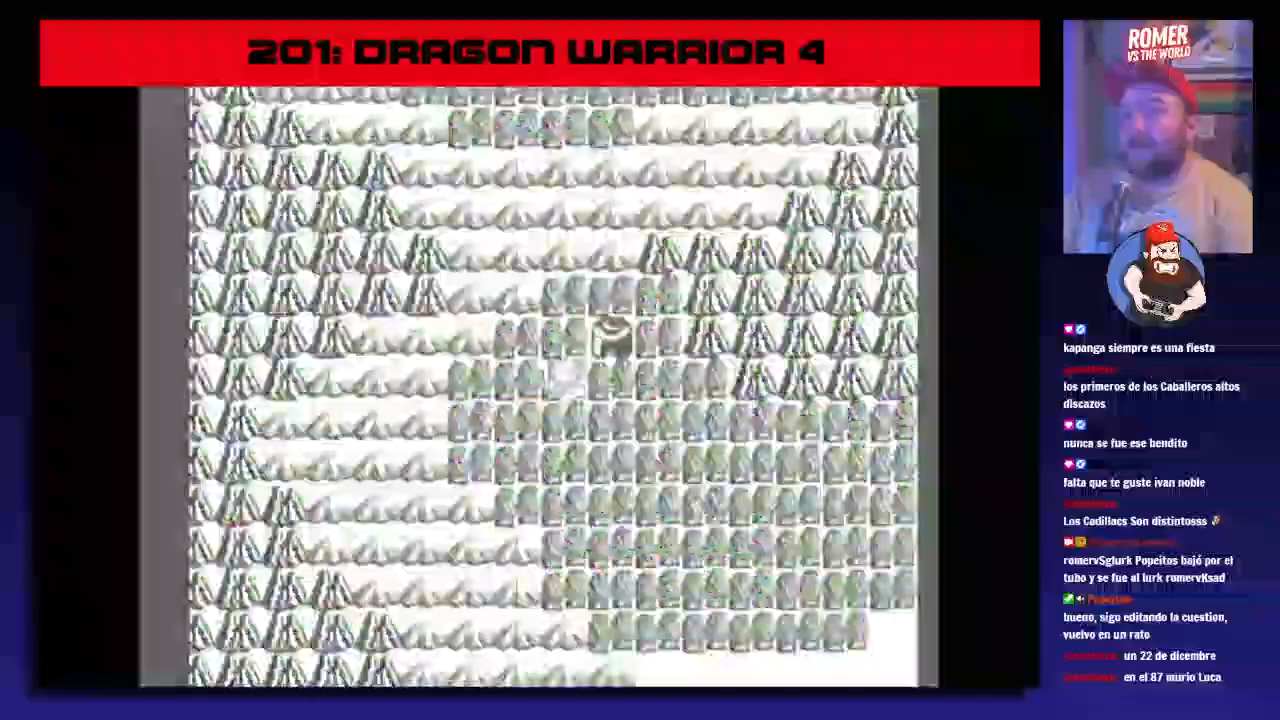 201: DRAGON WARRIOR 4
ROMER
VS THE WORLD
kapanga siempre es una fiesta
los primeros de los Caballeros altos
discazos
nunca se fue ese bendito
falta que te guste ivan noble
Los Cadillacs Son distintosss
romervSglurk Popeitos bajó por el
tubo y se fue al lurk romervKsad
bueno, sigo editando la cuestion,
vuelvo en un rato
un 22 de dicembre
en el 87 murio Luca